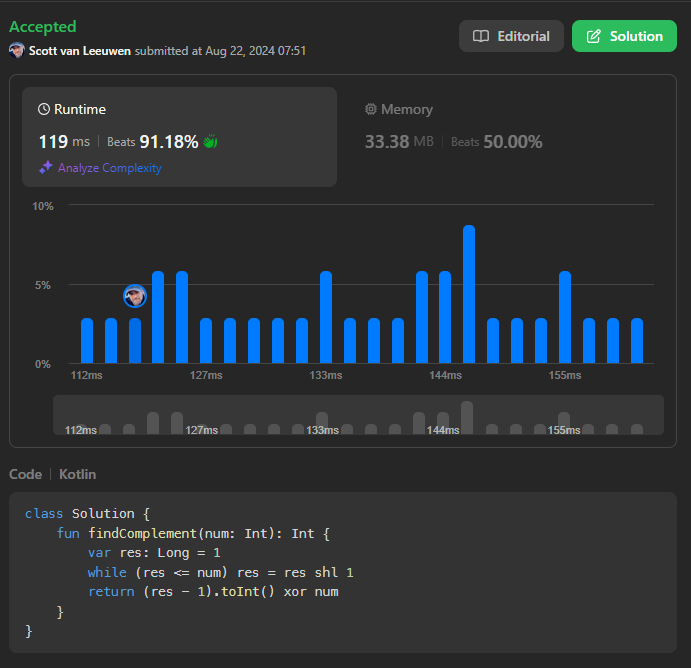 Accepted
Editorial
Solution
Scott van Leeuwen submitted at Aug 22, 2024 07:51
Runtime
119 ms | Beats 91.18%
Analyze Complexity
Memory
33.38 MB | Beats 50.00%
10%
5%
0%
112ms 127ms 133ms 144ms 155ms
112ms 127ms 133ms 144ms 155ms
Code | Kotlin
class Solution {
    fun findComplement(num: Int): Int {
        var res: Long = 1
        while (res <= num) res = res shl 1
        return (res - 1).toInt() xor num
    }
}